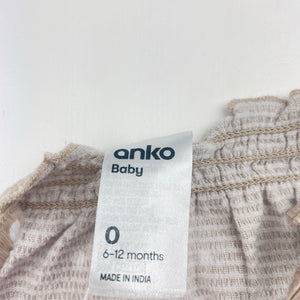 anko
Baby
0
6-12 months
MADE IN INDIA